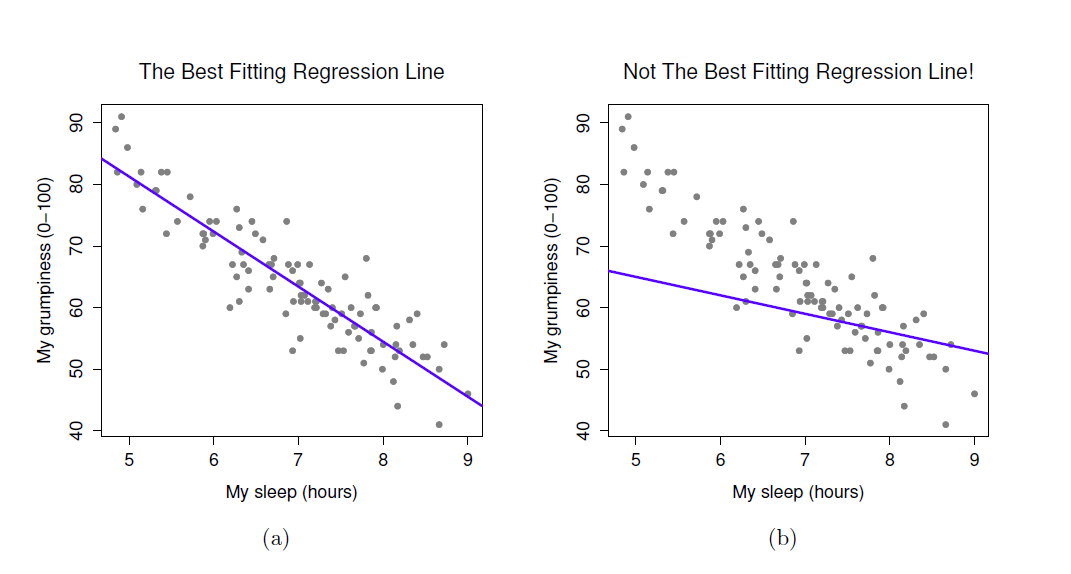 The Best Fitting Regression Line
90
80
70
60
50
40
My grumpiness (0−100)
5 6 7 8 9
My sleep (hours)
(a)
Not The Best Fitting Regression Line!
90
80
70
60
50
40
My grumpiness (0−100)
5 6 7 8 9
My sleep (hours)
(b)